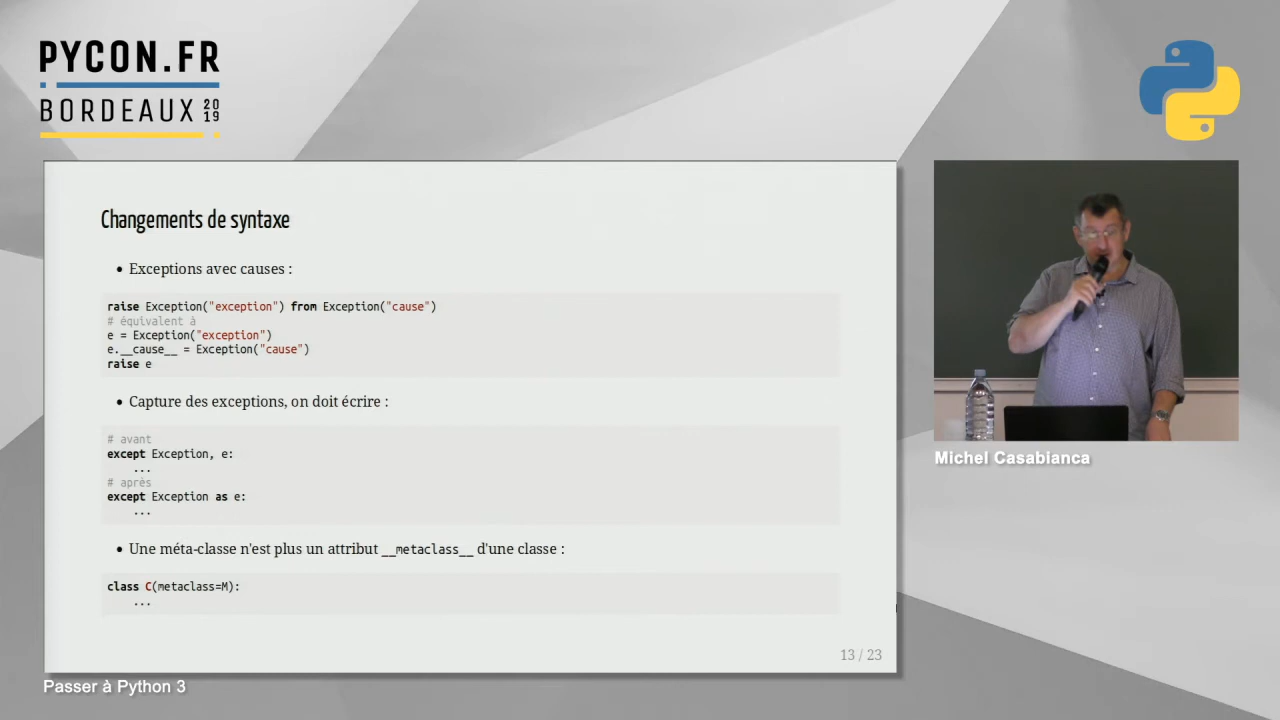 PYCON.FR
BORDEAUX 2019
Changements de syntaxe
• Exceptions avec causes :
raise Exception("exception") from Exception("cause")
# équivalent à
e = Exception("exception")
e.__cause__ = Exception("cause")
raise e
• Capture des exceptions, on doit écrire :
# avant
except Exception, e:
...
# après
except Exception as e:
...
• Une méta-classe n'est plus un attribut __metaclass__ d'une classe :
class C(metaclass=M):
...
13 / 23
Michel Casabianca
Passer à Python 3